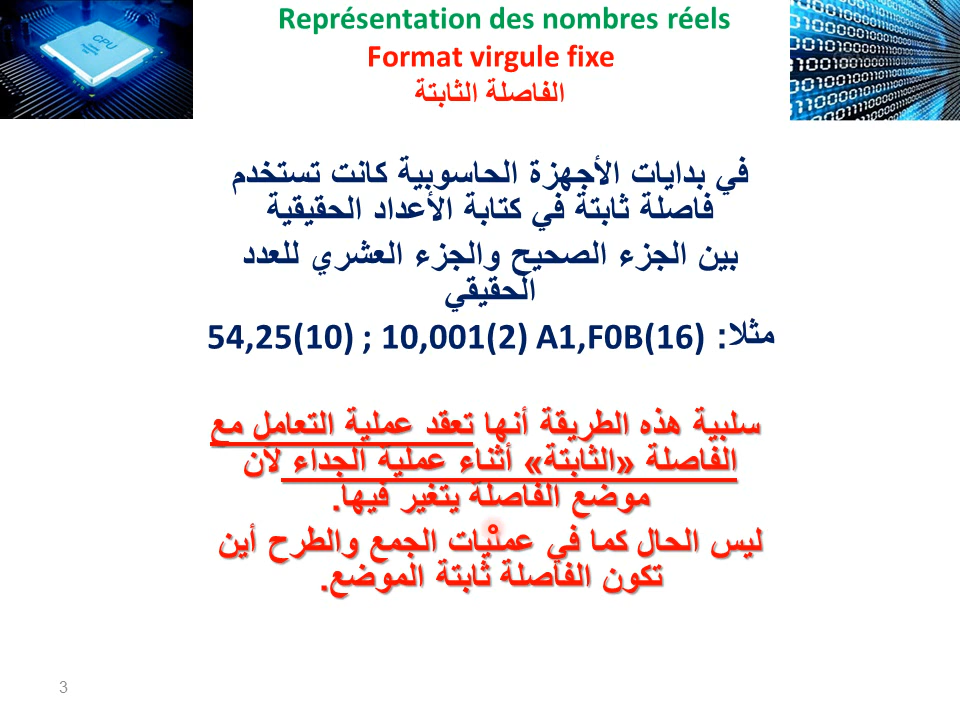 Représentation des nombres réels
Format virgule fixe
الفاصلة الثابتة
CPU
في بدايات الأجهزة الحاسوبية كانت تستخدم
فاصلة ثابتة في كتابة الأعداد الحقيقية
بين الجزء الصحيح والجزء العشري للعدد
الحقيقي
مثلا: 54,25(10) ; 10,001(2) A1,F0B(16)
سلبية هذه الطريقة أنها تعقد عملية التعامل مع
الفاصلة «الثابتة» أثناء عملية الجداء لأن
موضع الفاصلة يتغير فيها.
و
ليس الحال كما في عمليات الجمع والطرح أين
تكون الفاصلة ثابتة الموضع.
3